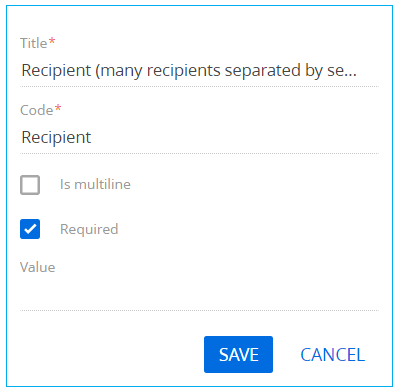 Title*
Recipient (many recipients separated by se...
Code*
Recipient
Is multiline
Required
Value
SAVE CANCEL